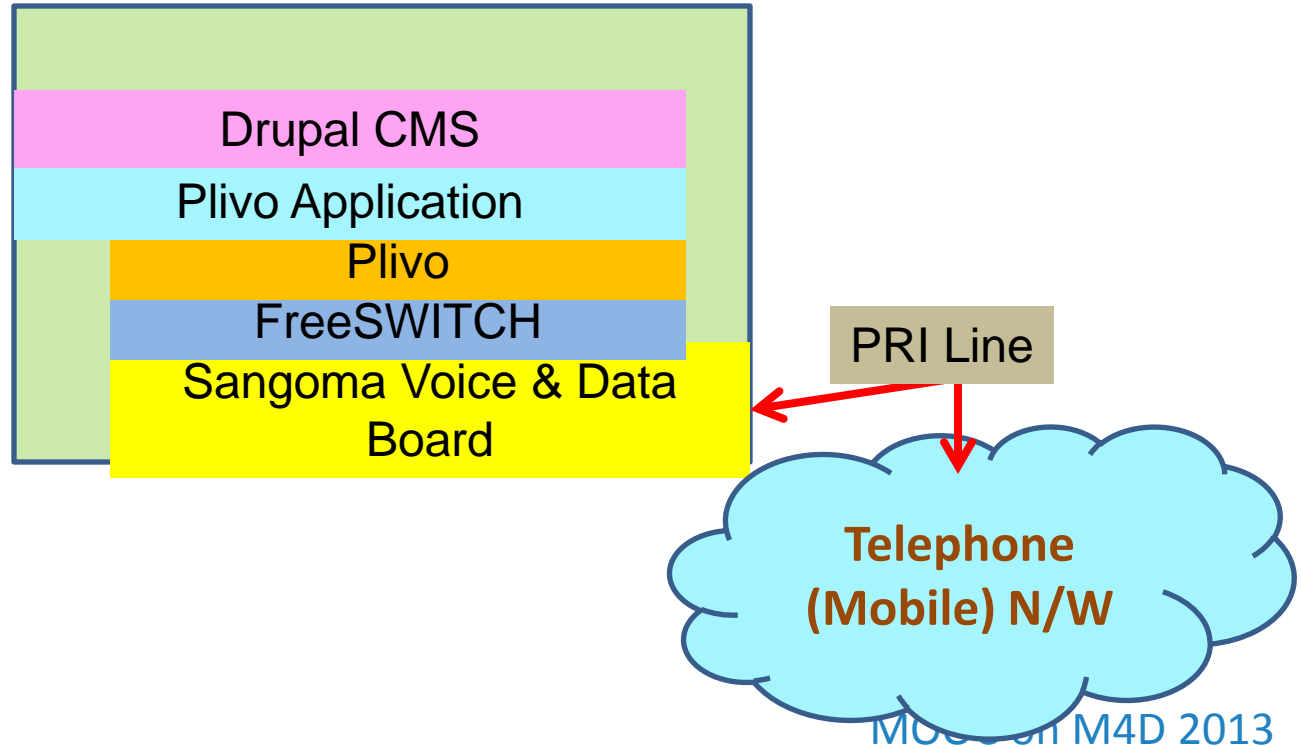 Drupal CMS
Plivo Application
Plivo
FreeSWITCH
Sangoma Voice & Data
Board
PRI Line
Telephone
(Mobile) N/W
M4D 2013